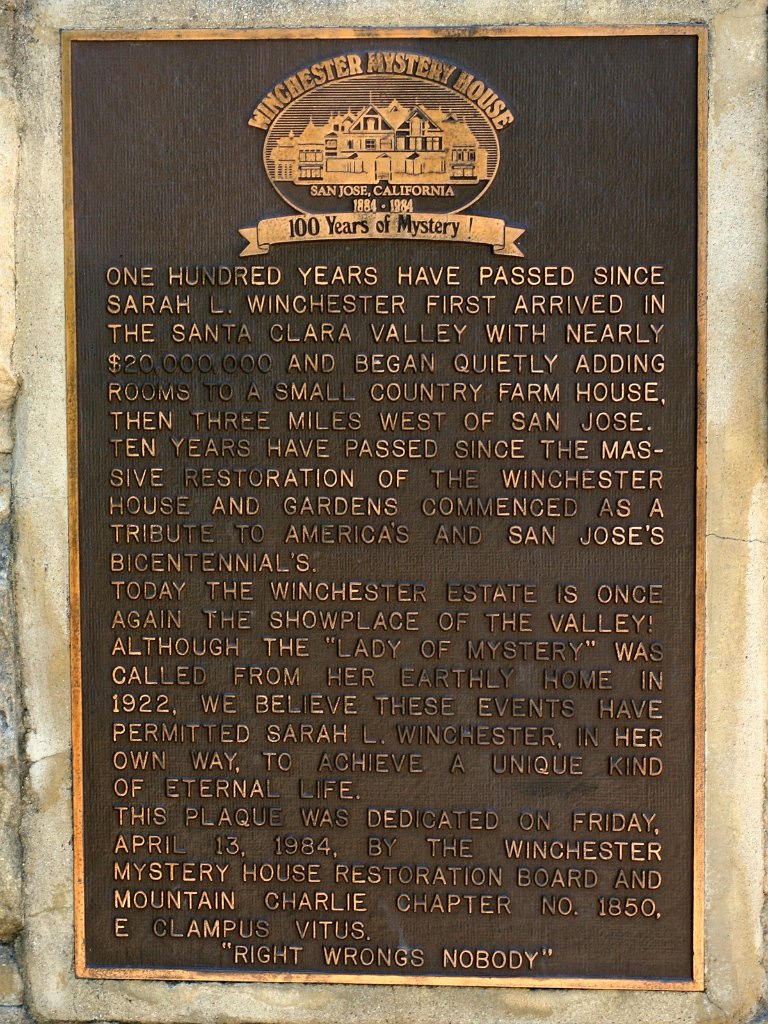 WINCHESTER MYSTERY HOUSE
SAN JOSE, CALIFORNIA
1884 - 1984
100 Years of Mystery!
ONE HUNDRED YEARS HAVE PASSED SINCE
SARAH L. WINCHESTER FIRST ARRIVED IN
THE SANTA CLARA VALLEY WITH NEARLY
$20,000,000 AND BEGAN QUIETLY ADDING
ROOMS TO A SMALL COUNTRY FARM HOUSE,
THEN THREE MILES WEST OF SAN JOSE.
TEN YEARS HAVE PASSED SINCE THE MAS-
SIVE RESTORATION OF THE WINCHESTER
HOUSE AND GARDENS COMMENCED AS A
TRIBUTE TO AMERICA'S AND SAN JOSE'S
BICENTENNIAL'S.
TODAY THE WINCHESTER ESTATE IS ONCE
AGAIN THE SHOWPLACE OF THE VALLEY!
ALTHOUGH THE "LADY OF MYSTERY" WAS
CALLED FROM HER EARTHLY HOME IN
1922, WE BELIEVE THESE EVENTS HAVE
PERMITTED SARAH L. WINCHESTER, IN HER
OWN WAY, TO ACHIEVE A UNIQUE KIND
OF ETERNAL LIFE.
THIS PLAQUE WAS DEDICATED ON FRIDAY,
APRIL 13, 1984, BY THE WINCHESTER
MYSTERY HOUSE RESTORATION BOARD AND
MOUNTAIN CHARLIE CHAPTER NO. 1850,
E CLAMPUS VITUS.
"RIGHT WRONGS NOBODY"